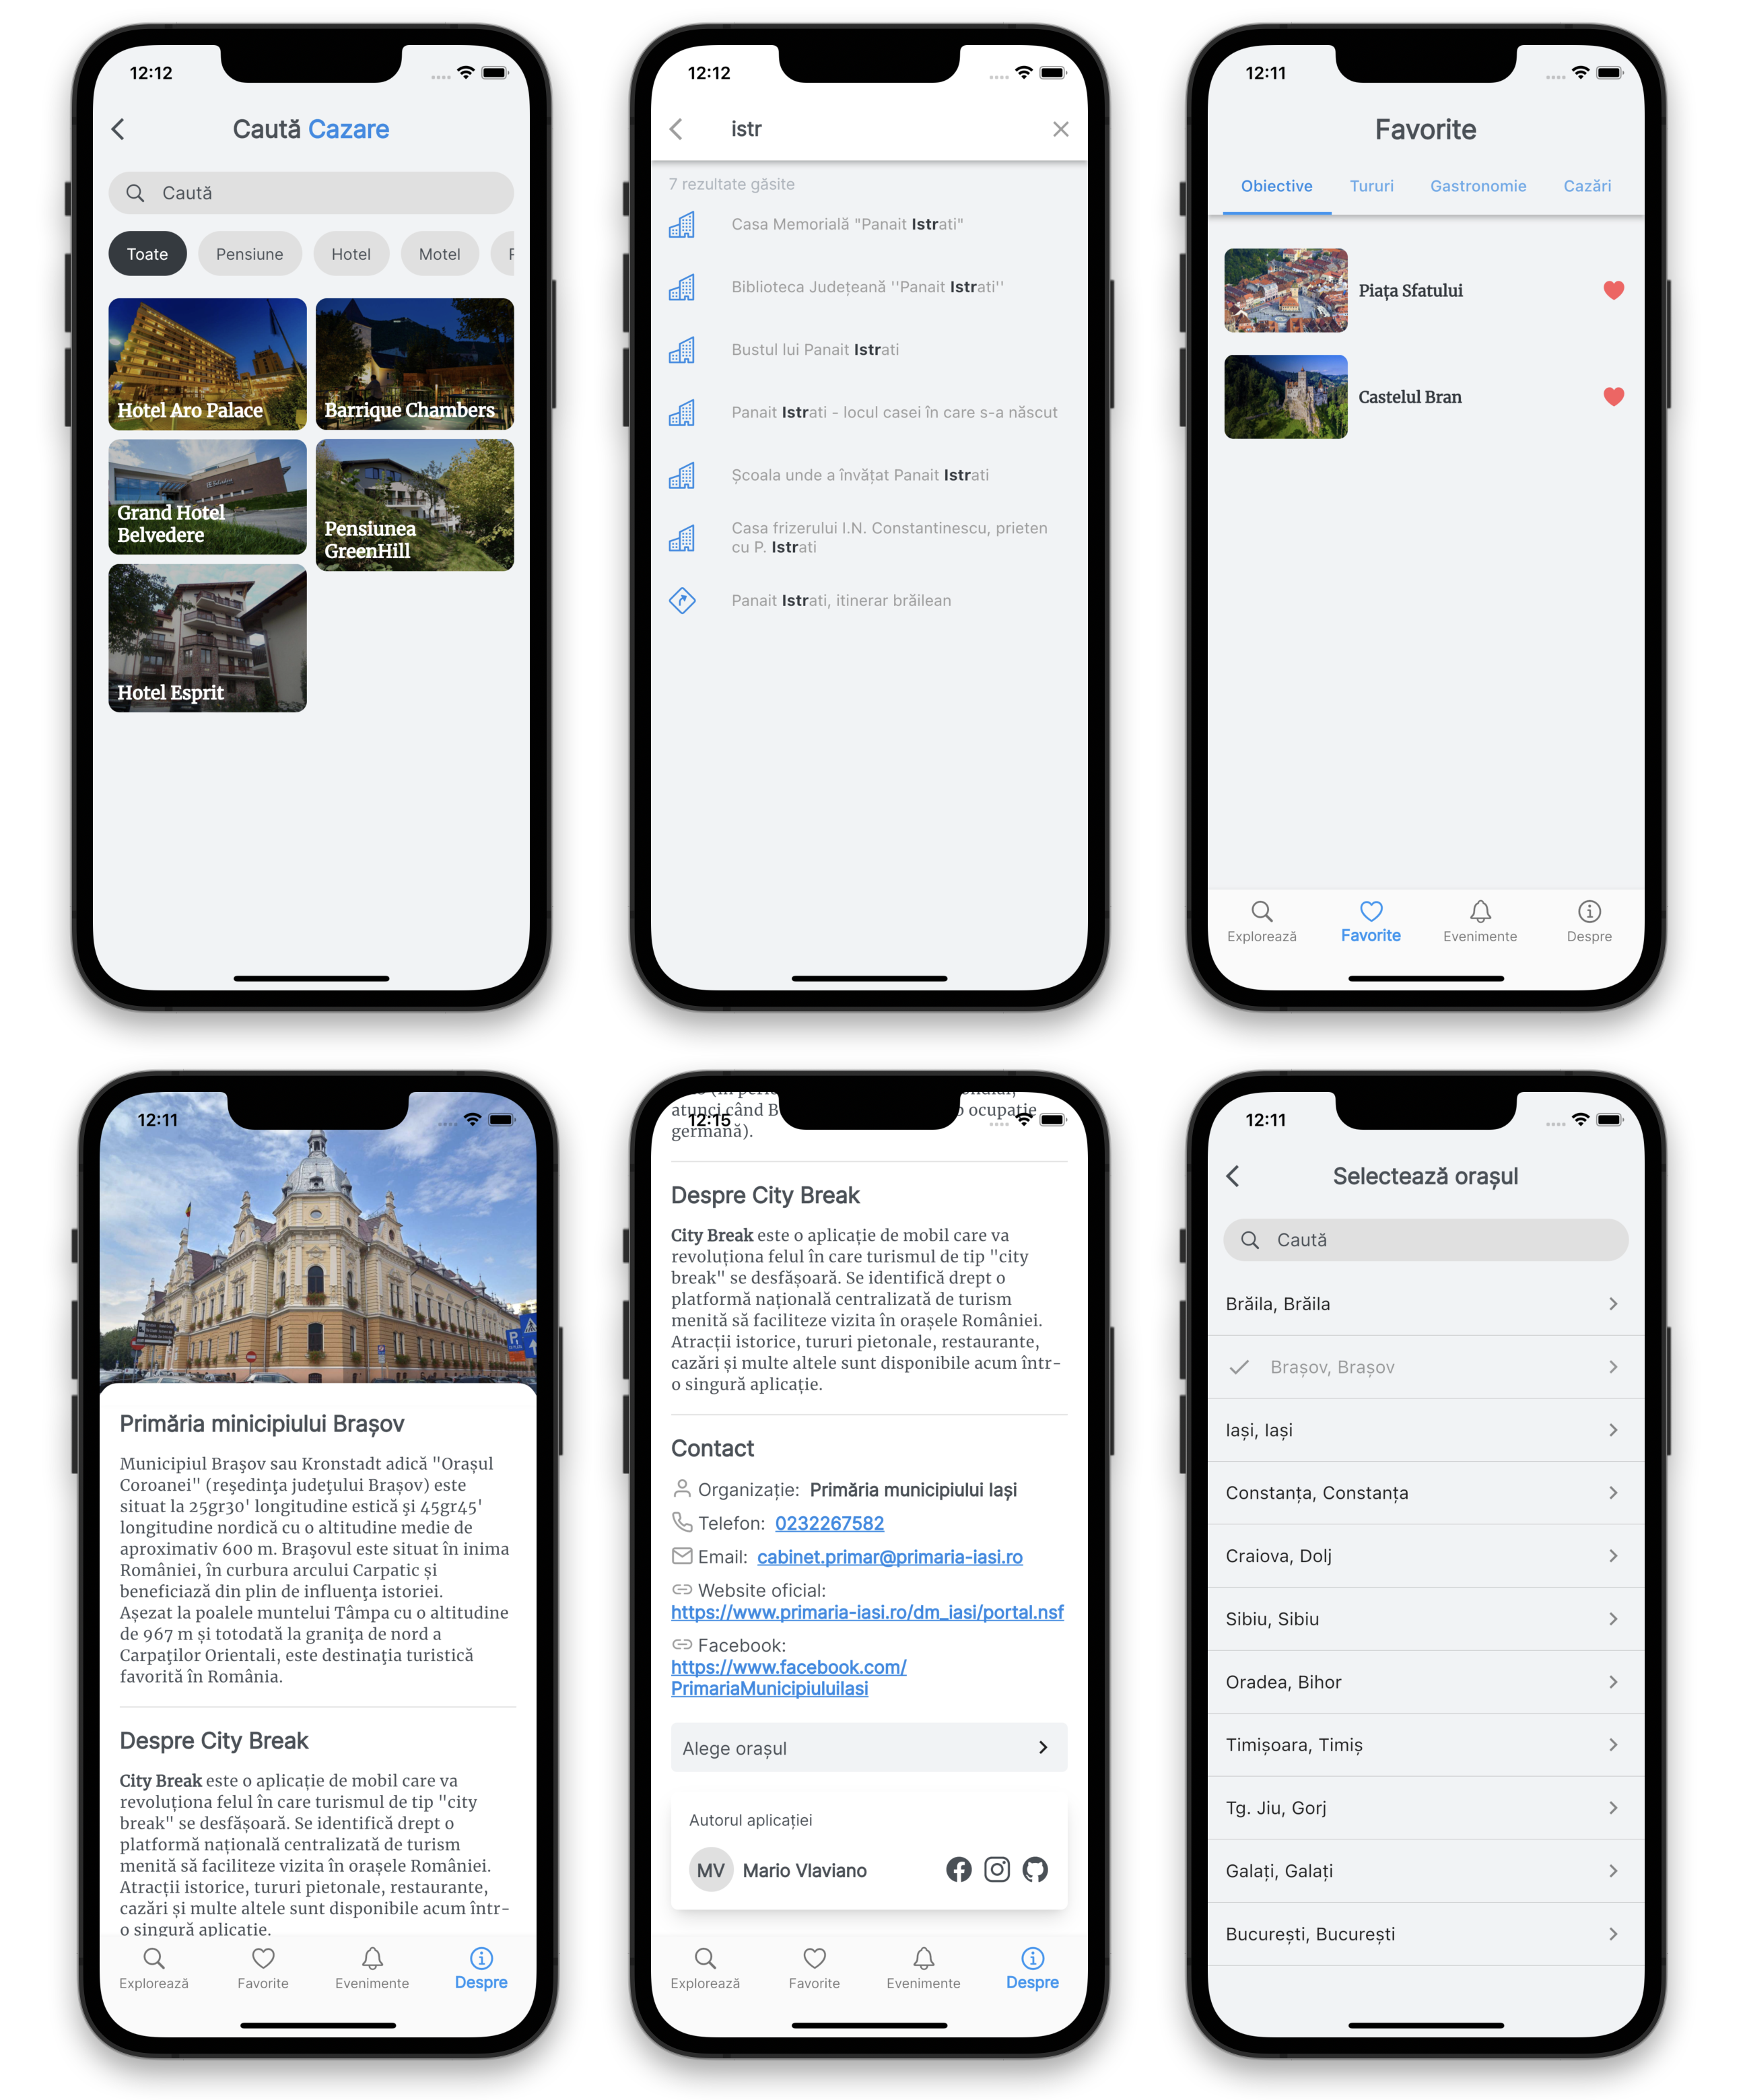 12:12
Caută Cazare
Caută
Toate
Pensiune
Hotel
Motel
Hotel Aro Palace
Barrique Chambers
Grand Hotel
Belvedere
Pensiunea
GreenHill
Hotel Esprit
12:12
istr
7 rezultate găsite
Casa Memorială "Panait Istrati"
Biblioteca Județeană ''Panait Istrati''
Bustul lui Panait Istrati
Panait Istrati - locul casei în care s-a născut
Școala unde a învățat Panait Istrati
Casa frizerului I.N. Constantinescu, prieten
cu P. Istrati
Panait Istrati, itinerar brăilean
12:11
Favorite
Obiective
Tururi
Gastronomie
Cazări
Piața Sfatului
Castelul Bran
Explorează
Favorite
Evenimente
Despre
12:11
Primăria minicipiului Brașov
Municipiul Braşov sau Kronstadt adică "Orașul
Coroanei" (reşedinţa judeţului Brașov) este
situat la 25gr30' longitudine estică şi 45gr45'
longitudine nordică cu o altitudine medie de
aproximativ 600 m. Braşovul este situat în inima
României, în curbura arcului Carpatic și
beneficiază din plin de influenţa istoriei.
Așezat la poalele muntelui Tâmpa cu o altitudine
de 967 m și totodată la graniţa de nord a
Carpaţilor Orientali, este destinaţia turistică
favorită în România.
Despre City Break
City Break este o aplicație de mobil care va
revoluționa felul în care turismul de tip "city
break" se desfășoară. Se identifică drept o
platformă națională centralizată de turism
menită să faciliteze vizita în orașele României.
Atracții istorice, tururi pietonale, restaurante,
cazări și multe altele sunt disponibile acum într-
o singură aplicație.
Explorează
Favorite
Evenimente
Despre
12:15
atunci când B
ocupație
germană).
Despre City Break
City Break este o aplicație de mobil care va
revoluționa felul în care turismul de tip "city
break" se desfășoară. Se identifică drept o
platformă națională centralizată de turism
menită să faciliteze vizita în orașele României.
Atracții istorice, tururi pietonale, restaurante,
cazări și multe altele sunt disponibile acum într-
o singură aplicație.
Contact
Organizație: Primăria municipiului Iași
Telefon: 0232267582
Email: cabinet.primar@primaria-iasi.ro
Website oficial:
https://www.primaria-iasi.ro/dm_iasi/portal.nsf
Facebook:
https://www.facebook.com/
PrimariaMunicipiuluiIasi
Alege orașul
Autorul aplicației
MV Mario Vlaviano
Explorează
Favorite
Evenimente
Despre
12:11
Selectează orașul
Caută
Brăila, Brăila
Brașov, Brașov
Iași, Iași
Constanța, Constanța
Craiova, Dolj
Sibiu, Sibiu
Oradea, Bihor
Timișoara, Timiș
Tg. Jiu, Gorj
Galați, Galați
București, București